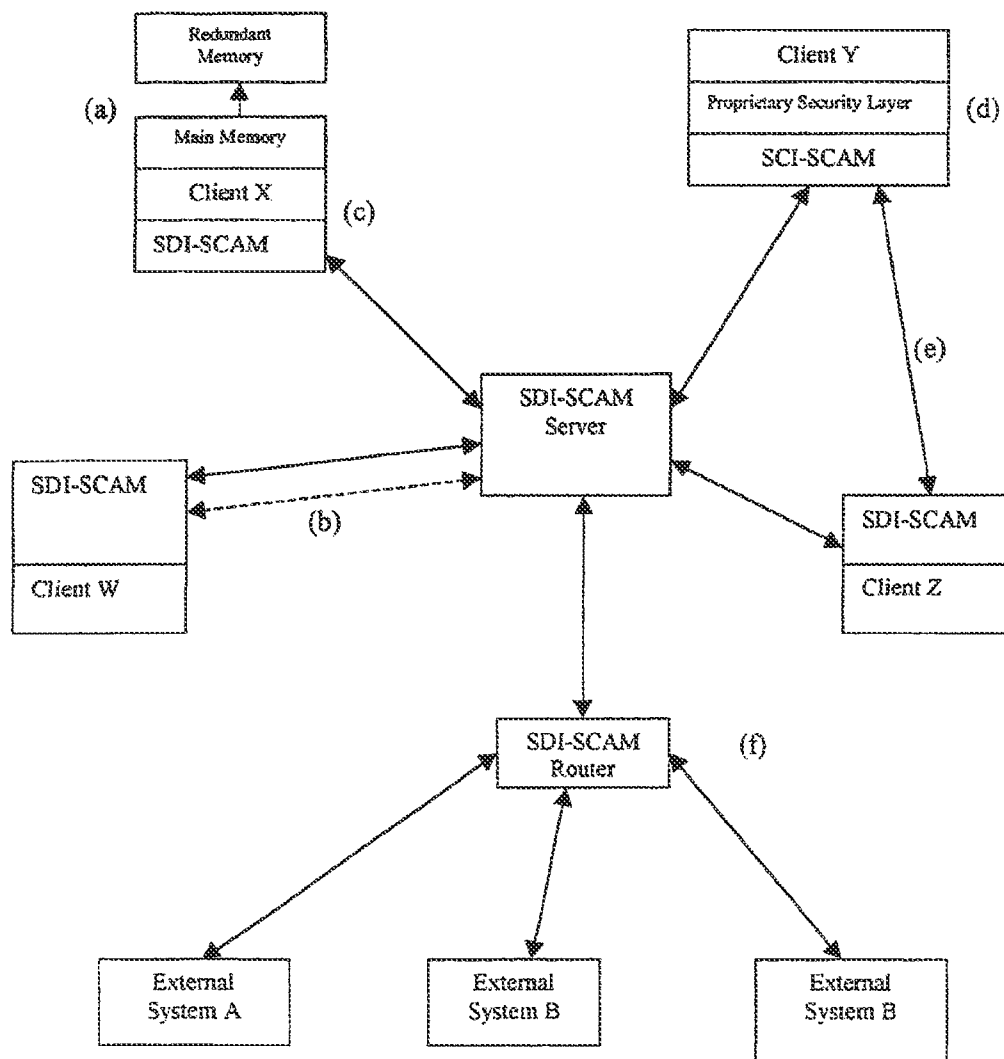 Redundant
Memory
(a)
Main Memory
Client X
SDI-SCAM
(c)
Client Y
Proprietary Security Layer
SCI-SCAM
(d)
(e)
SDI-SCAM
Server
SDI-SCAM
Client W
(b)
SDI-SCAM
Client Z
SDI-SCAM
Router
(f)
External
System A
External
System B
External
System B